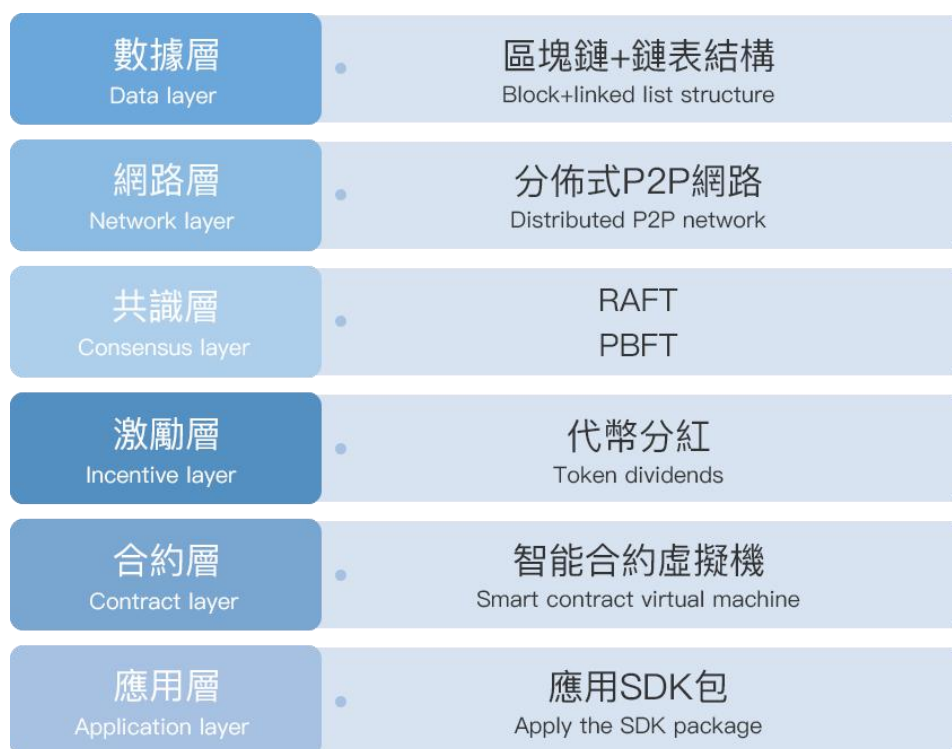 數據層
Data layer
區塊鏈+鏈表結構
Block+linked list structure
網路層
Network layer
分佈式P2P網路
Distributed P2P network
共識層
Consensus layer
RAFT
PBFT
激勵層
Incentive layer
代幣分紅
Token dividends
合約層
Contract layer
智能合約虛擬機
Smart contract virtual machine
應用層
Application layer
應用SDK包
Apply the SDK package